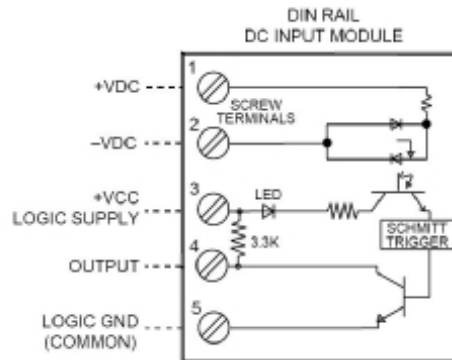 DIN RAIL
DC INPUT MODULE
1
+VDC
SCREW
TERMINALS
2
–VDC
3
+VCC
LOGIC SUPPLY
LED
3.3K
SCHMITT
TRIGGER
4
OUTPUT
5
LOGIC GND
(COMMON)